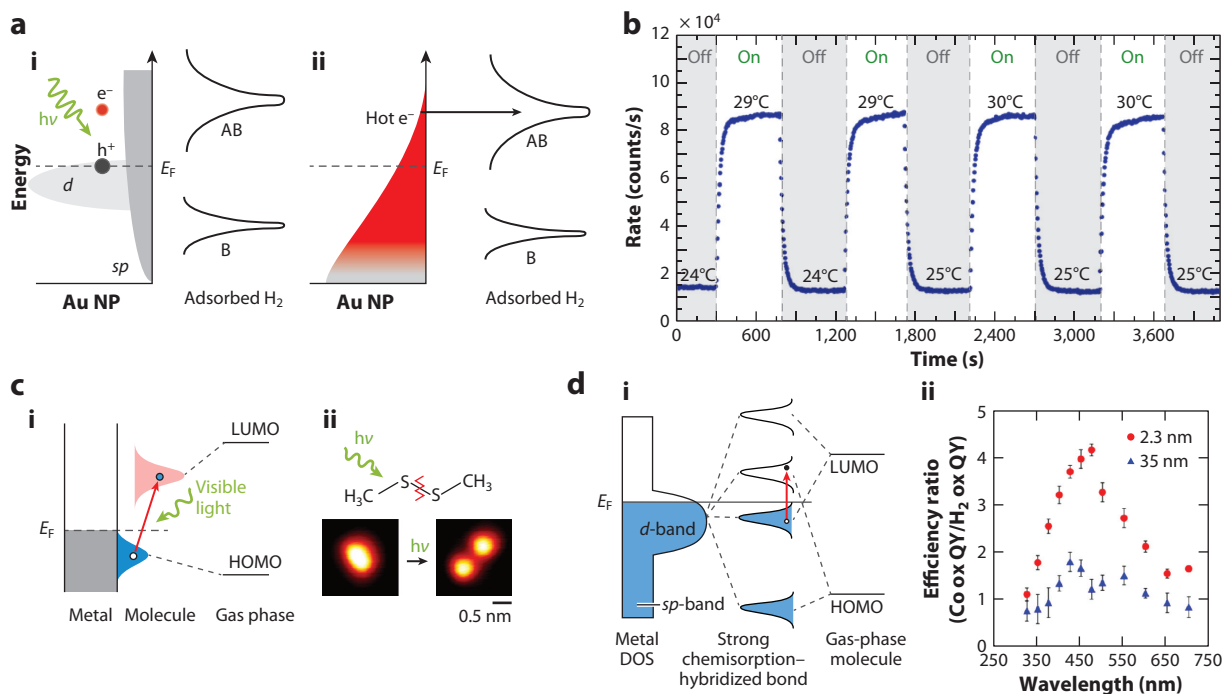 a
i
e⁻
hν
h⁺
Energy
d
E_F
sp
Au NP
AB
B
Adsorbed H₂
ii
Hot e⁻
E_F
Au NP
AB
B
Adsorbed H₂
b
× 10⁴
12
10
8
6
4
2
0
Rate (counts/s)
Off On Off On Off On Off On Off
29°C 29°C 30°C 30°C
24°C 24°C 25°C 25°C 25°C
0 600 1,200 1,800 2,400 3,000 3,600
Time (s)
c
i
LUMO
Visible
light
E_F
HOMO
Metal Molecule Gas phase
ii
hν
H₃C S S CH₃
hν
0.5 nm
d
i
E_F
LUMO
d-band
sp-band
HOMO
Metal
DOS
Strong
chemisorption–
hybridized bond
Gas-phase
molecule
ii
2.3 nm
35 nm
Efficiency ratio
(Co ox QY/H₂ ox QY)
5
4
3
2
1
0
250 350 450 550 650 750
Wavelength (nm)